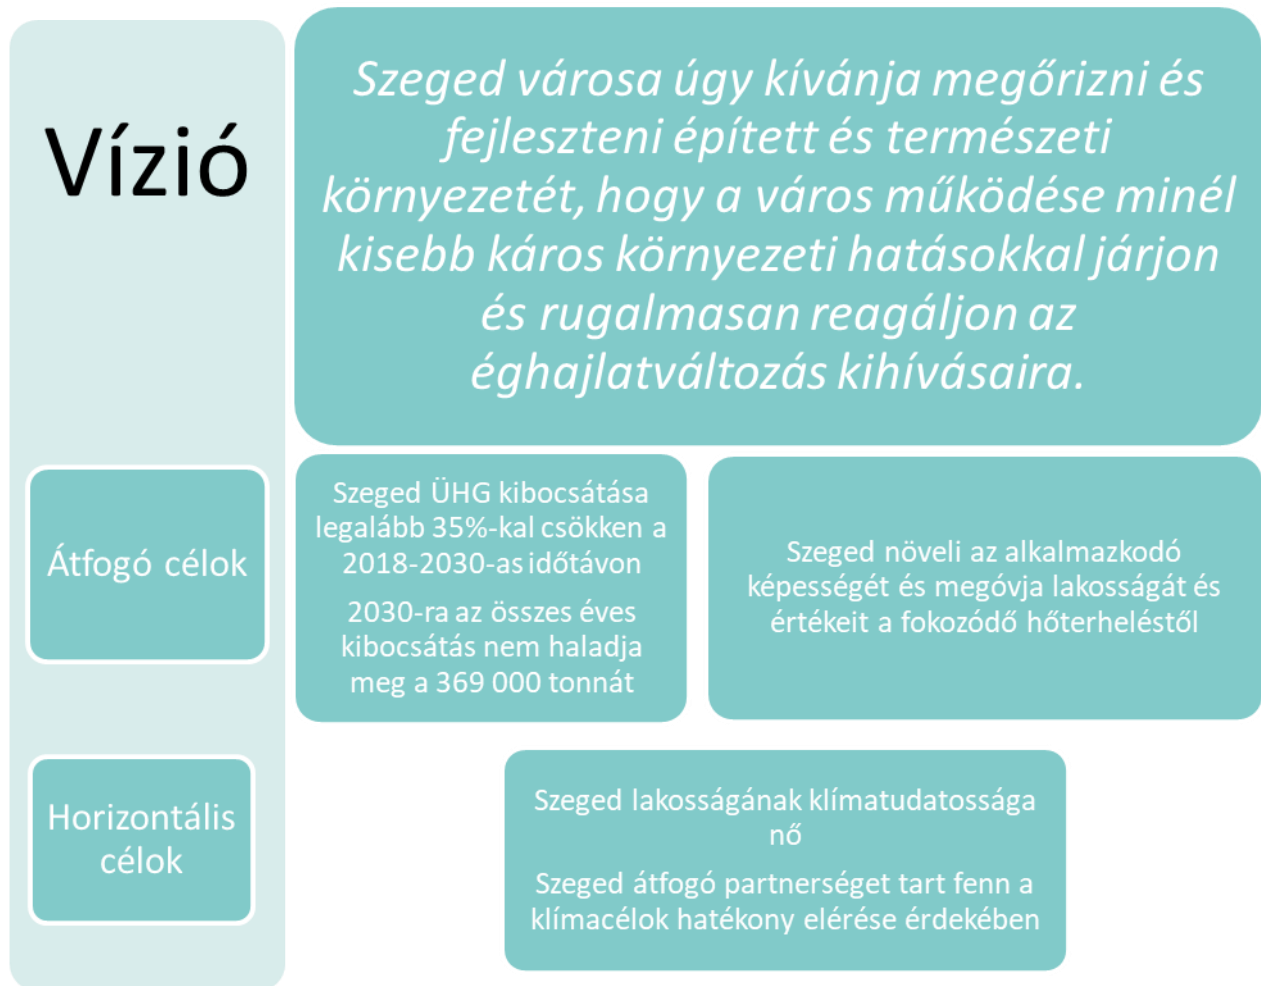 Vízió
Szeged városa úgy kívánja megőrizni és
fejleszteni épített és természeti
környezetét, hogy a város működése minél
kisebb káros környezeti hatásokkal járjon
és rugalmasan reagáljon az
éghajlatváltozás kihívásaira.
Átfogó célok
Szeged ÜHG kibocsátása
legalább 35%-kal csökken a
2018-2030-as időtávon
2030-ra az összes éves
kibocsátás nem haladja
meg a 369 000 tonnát
Szeged növeli az alkalmazkodó
képességét és megóvja lakosságát és
értékeit a fokozódő hőterheléstől
Horizontális
célok
Szeged lakosságának klímatudatossága
nő
Szeged átfogó partnerséget tart fenn a
klímacélok hatékony elérése érdekében